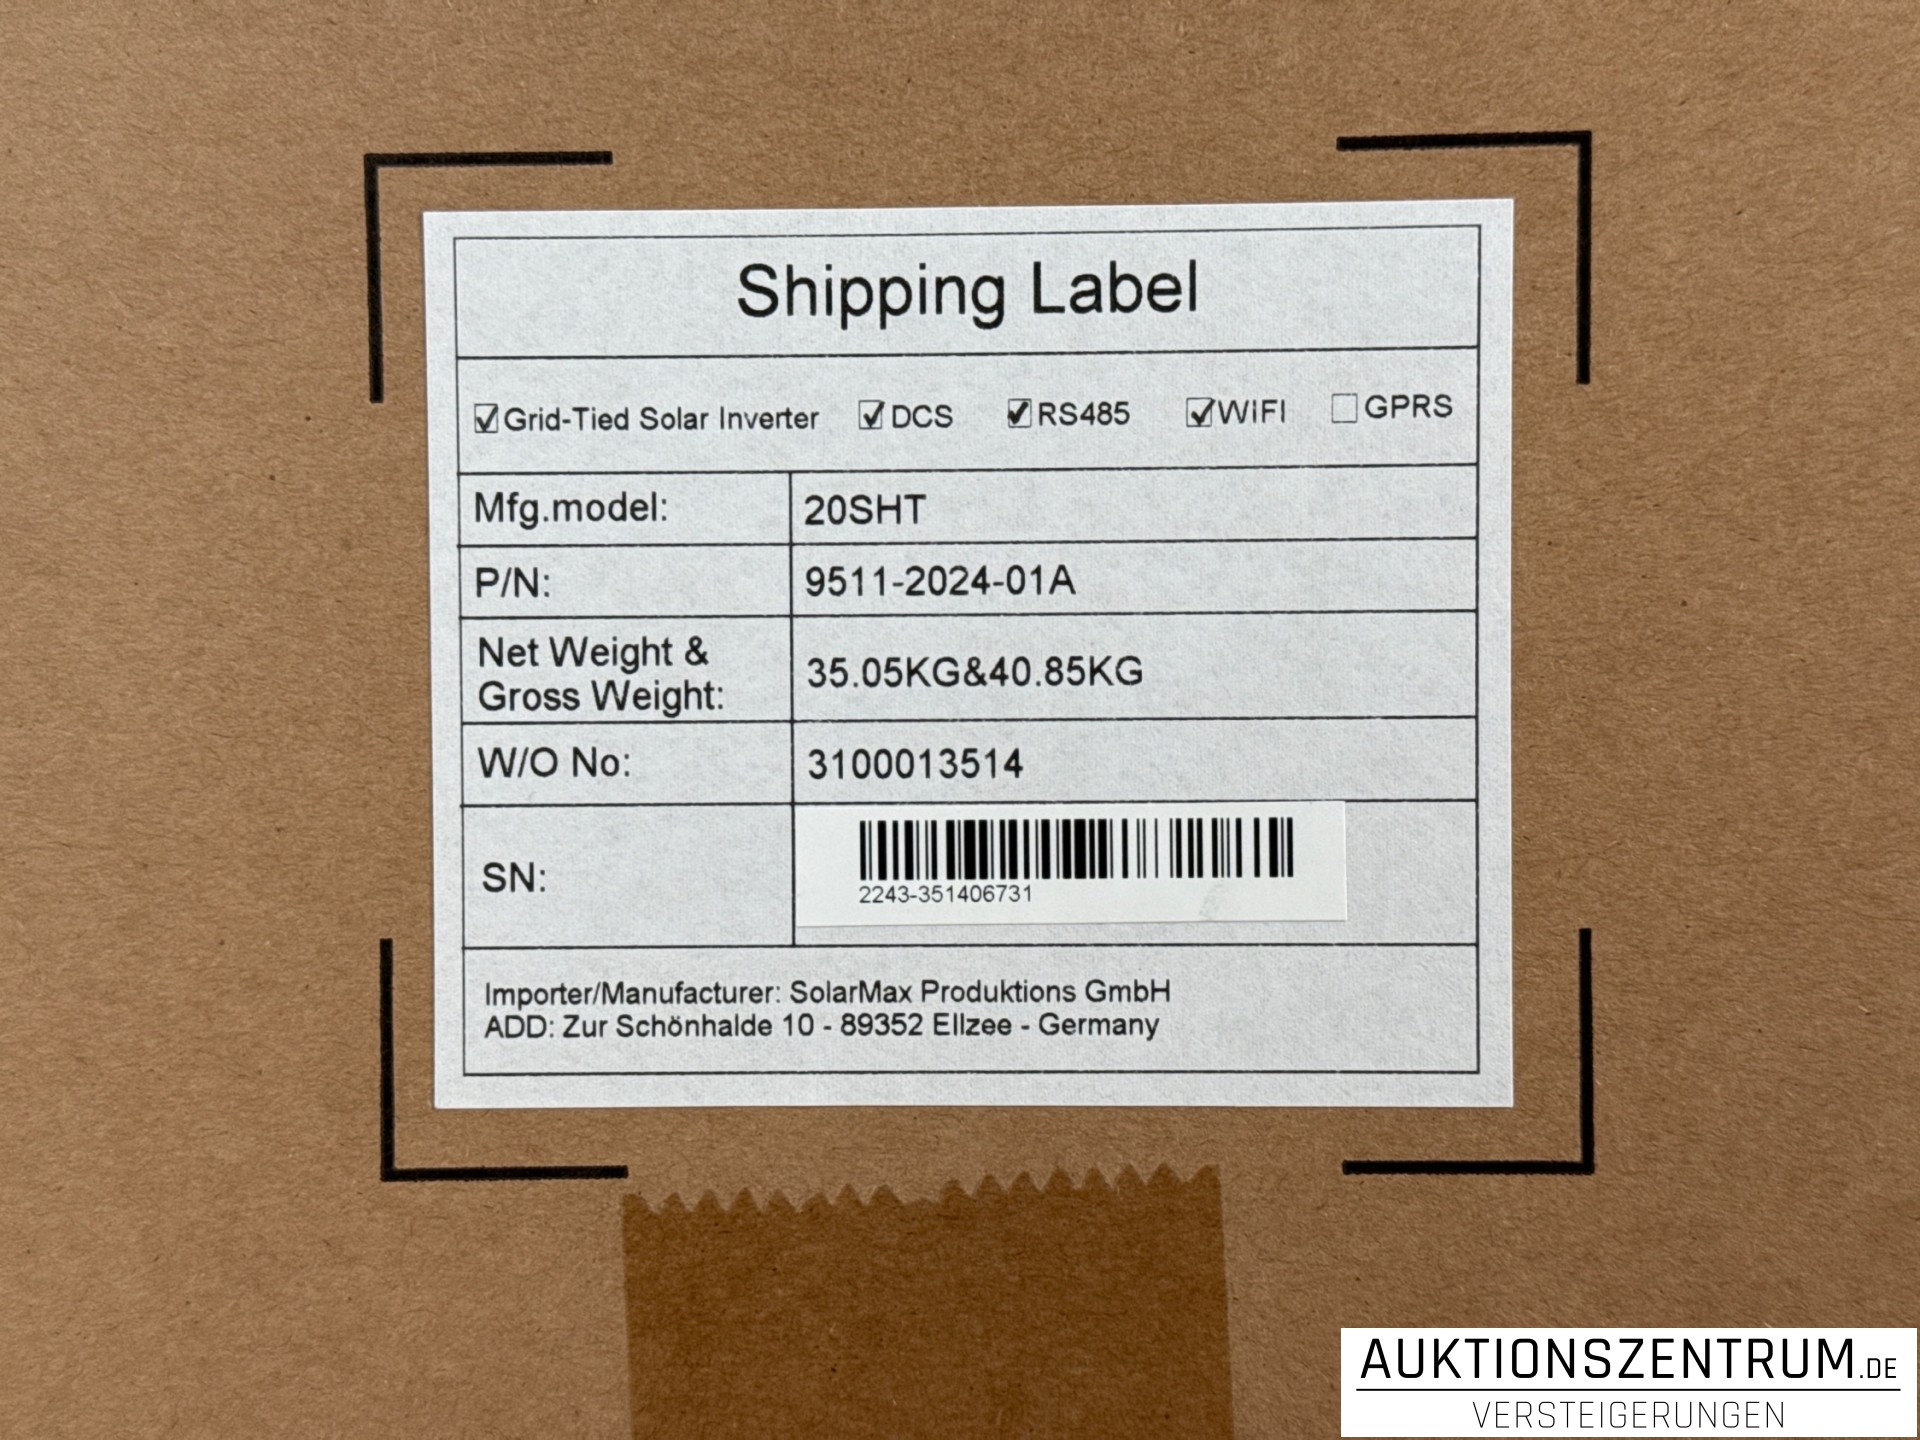 Shipping Label
☑Grid-Tied Solar Inverter ☑DCS ☑RS485 ☑WiFI ☐GPRS
Mfg.model: 20SHT
P/N: 9511-2024-01A
Net Weight &
Gross Weight: 35.05KG&40.85KG
W/O No: 3100013514
SN:
2243-351406731
Importer/Manufacturer: SolarMax Produktions GmbH
ADD: Zur Schönhalde 10 - 89352 Ellzee - Germany
AUKTIONSZENTRUM.DE
VERSTEIGERUNGEN